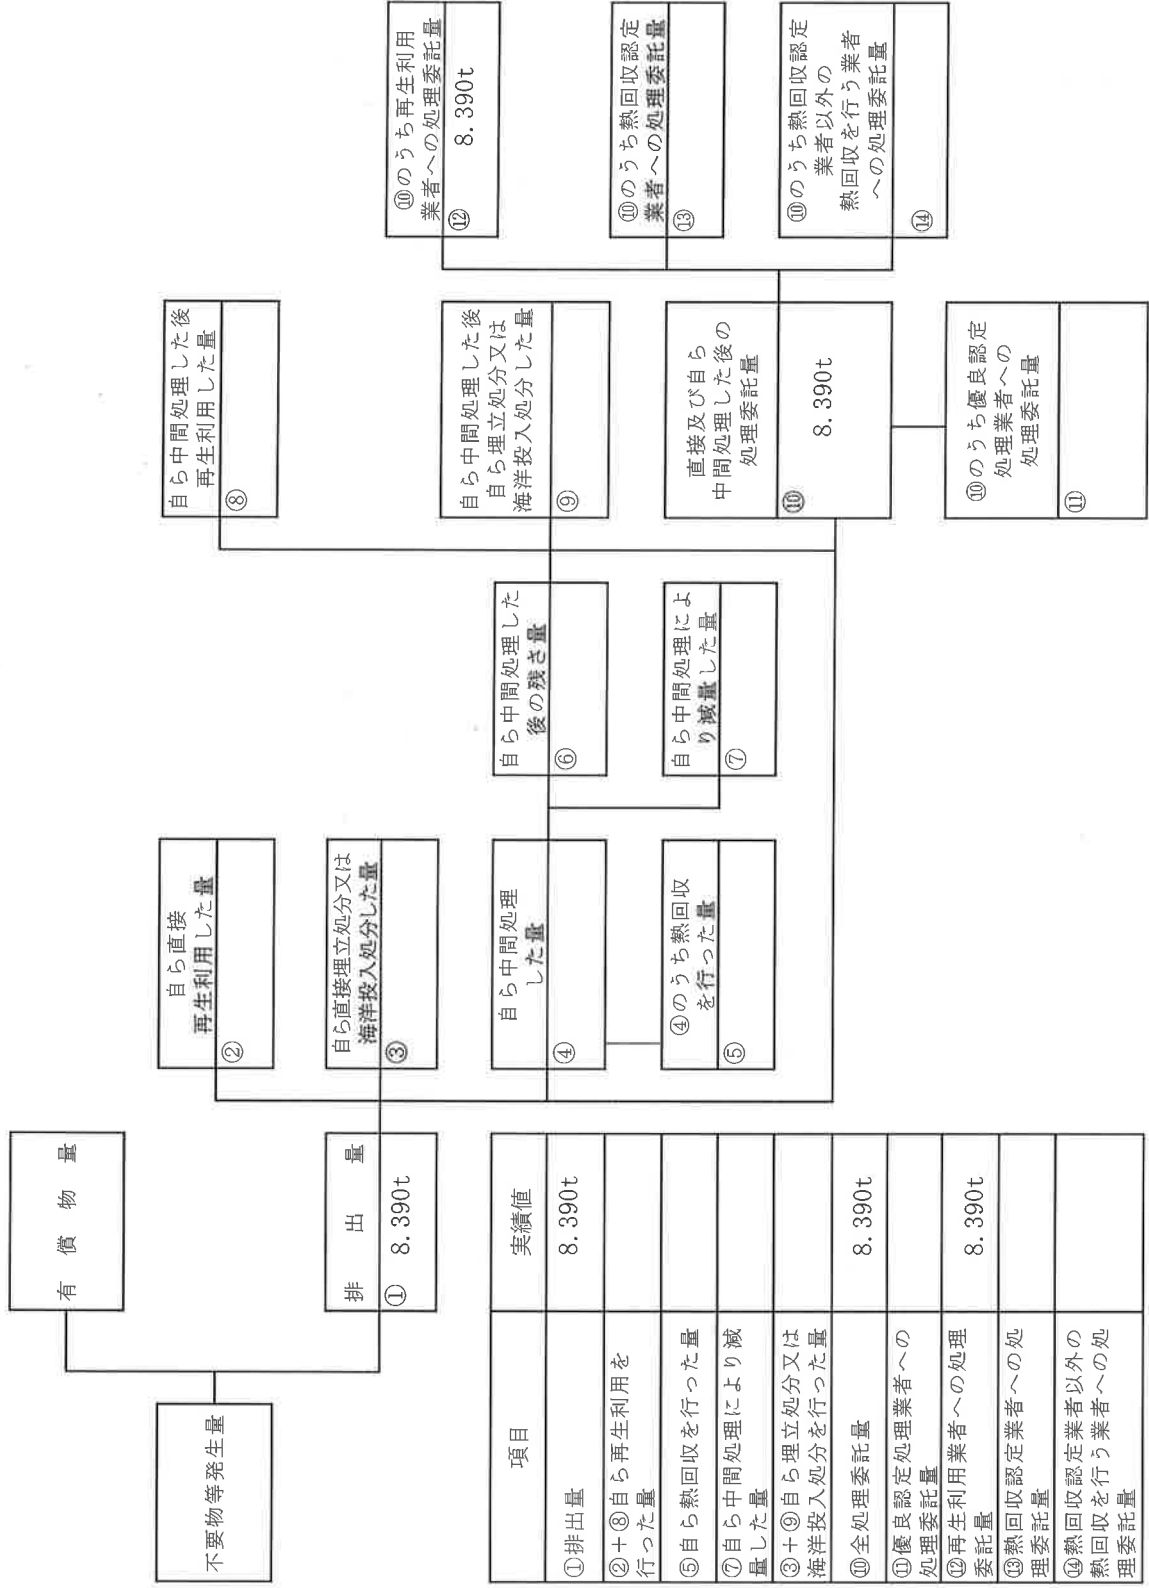 不要物等発生量
有償物量
排出量
① 8.390t
自ら直接
再生利用した量
②
自ら直接埋立処分又は
海洋投入処分した量
③
自ら中間処理
した量
④
④のうち熱回収
を行った量
⑤
自ら中間処理した
後の残さ量
⑥
自ら中間処理によ
り減量した量
⑦
自ら中間処理した後
再生利用した量
⑧
自ら中間処理した後
自ら埋立処分又は
海洋投入処分した量
⑨
直接及び自ら
中間処理した後の
処理委託量
⑩
8.390t
⑩のうち優良認定
処理業者への
処理委託量
⑪
⑩のうち再生利用
業者への処理委託量
⑫ 8.390t
⑩のうち熱回収認定
業者への処理委託量
⑬
⑩のうち熱回収認定
業者以外の
熱回収を行う業者
への処理委託量
⑭
項目 実績値
①排出量 8.390t
②+⑧自ら再生利用を
行った量
⑤自ら熱回収を行った量
⑦自ら中間処理により減
量した量
③+⑨自ら埋立処分又は
海洋投入処分を行った量
⑩全処理委託量 8.390t
⑪優良認定処理業者への
処理委託量
⑫再生利用業者への処理
委託量 8.390t
⑬熱回収認定業者への処
理委託量
⑭熱回収認定業者以外の
熱回収を行う業者への処
理委託量